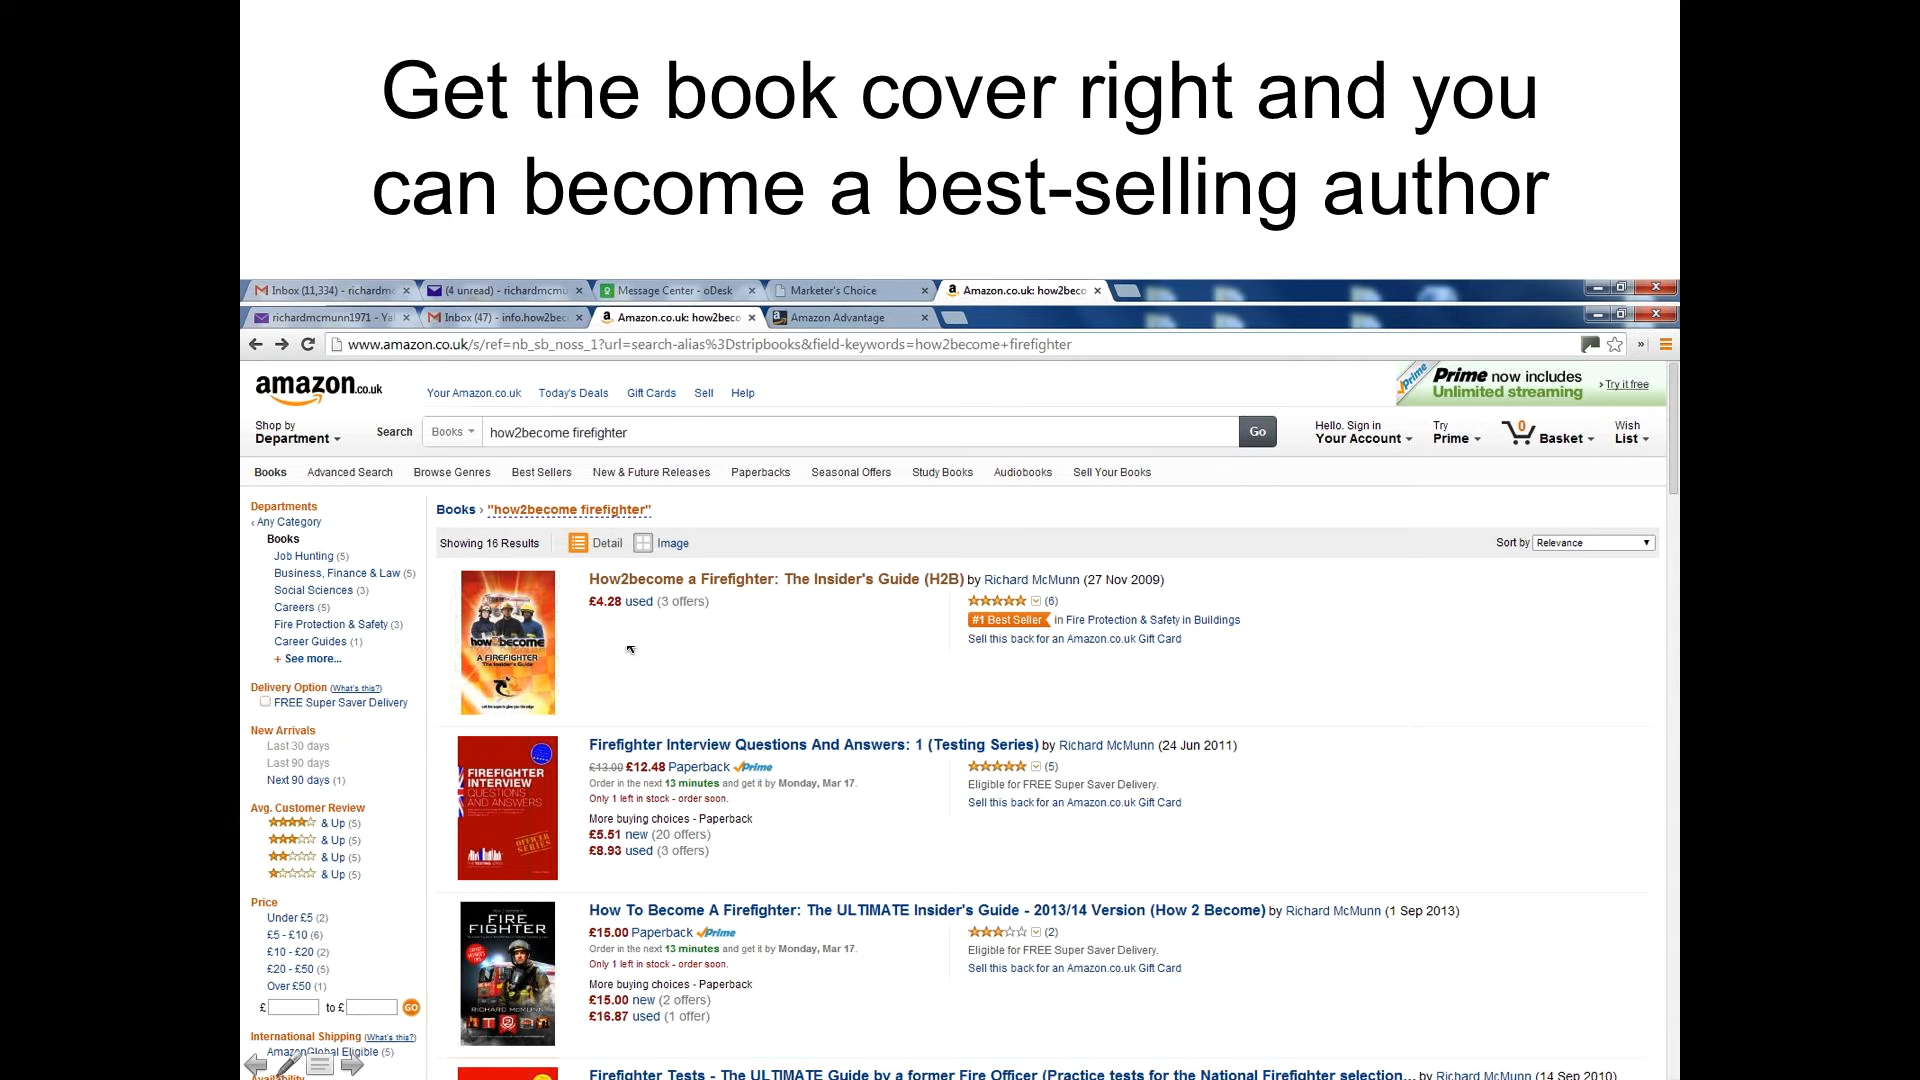 Get the book cover right and you
can become a best-selling author
Inbox (11,334) - richardmc
(4 unread) - richardmcmu
Message Center - oDesk
Marketer's Choice
Amazon.co.uk: how2beco
richardmcmunn1971 - Ya
Inbox (47) - info.how2bec
Amazon.co.uk: how2beco
Amazon Advantage
www.amazon.co.uk/s/ref=nb_sb_noss_1?url=search-alias%3Dstripbooks&field-keywords=how2become+firefighter
amazon.co.uk
Your Amazon.co.uk Today's Deals Gift Cards Sell Help
Prime Prime now includes
Unlimited streaming
› Try it free
Shop by
Department
Search Books how2become firefighter Go
Hello. Sign in
Your Account
Try
Prime
0 Basket
Wish
List
Books Advanced Search Browse Genres Best Sellers New & Future Releases Paperbacks Seasonal Offers Study Books Audiobooks Sell Your Books
Departments
‹ Any Category
Books
Job Hunting (5)
Business, Finance & Law (5)
Social Sciences (3)
Careers (5)
Fire Protection & Safety (3)
Career Guides (1)
+ See more...
Delivery Option (What's this?)
FREE Super Saver Delivery
New Arrivals
Last 30 days
Last 90 days
Next 90 days (1)
Avg. Customer Review
& Up (5)
& Up (5)
& Up (5)
& Up (5)
Price
Under £5 (2)
£5 - £10 (6)
£10 - £20 (2)
£20 - £50 (5)
Over £50 (1)
£ to £ GO
International Shipping (What's this?)
AmazonGlobal Eligible (5)
Availability
Books › "how2become firefighter"
Showing 16 Results Detail Image Sort by Relevance
how2become
A FIREFIGHTER
The Insider's Guide
How2become a Firefighter: The Insider's Guide (H2B) by Richard McMunn (27 Nov 2009)
£4.28 used (3 offers)
(6)
#1 Best Seller in Fire Protection & Safety in Buildings
Sell this back for an Amazon.co.uk Gift Card
FIREFIGHTER
INTERVIEW
QUESTIONS
AND ANSWERS
OFFICER
SERIES
Firefighter Interview Questions And Answers: 1 (Testing Series) by Richard McMunn (24 Jun 2011)
£13.00 £12.48 Paperback Prime
Order in the next 13 minutes and get it by Monday, Mar 17.
Only 1 left in stock - order soon.
More buying choices - Paperback
£5.51 new (20 offers)
£8.93 used (3 offers)
(5)
Eligible for FREE Super Saver Delivery.
Sell this back for an Amazon.co.uk Gift Card
FIRE
FIGHTER
RICHARD MCMUNN
How To Become A Firefighter: The ULTIMATE Insider's Guide - 2013/14 Version (How 2 Become) by Richard McMunn (1 Sep 2013)
£15.00 Paperback Prime
Order in the next 13 minutes and get it by Monday, Mar 17.
Only 1 left in stock - order soon.
More buying choices - Paperback
£15.00 new (2 offers)
£16.87 used (1 offer)
(2)
Eligible for FREE Super Saver Delivery.
Sell this back for an Amazon.co.uk Gift Card
Firefighter Tests - The ULTIMATE Guide by a former Fire Officer (Practice tests for the National Firefighter selection... by Richard McMunn (14 Sep 2010)